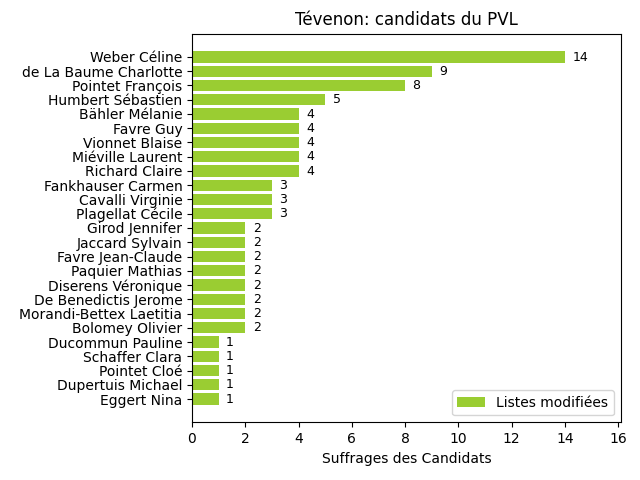 Tévenon: candidats du PVL
Weber Céline 14
de La Baume Charlotte 9
Pointet François 8
Humbert Sébastien 5
Bähler Mélanie 4
Favre Guy 4
Vionnet Blaise 4
Miéville Laurent 4
Richard Claire 4
Fankhauser Carmen 3
Cavalli Virginie 3
Plagellat Cécile 3
Girod Jennifer 2
Jaccard Sylvain 2
Favre Jean-Claude 2
Paquier Mathias 2
Diserens Véronique 2
De Benedictis Jerome 2
Morandi-Bettex Laetitia 2
Bolomey Olivier 2
Ducommun Pauline 1
Schaffer Clara 1
Pointet Cloé 1
Dupertuis Michael 1
Eggert Nina 1
Listes modifiées
0 2 4 6 8 10 12 14 16
Suffrages des Candidats